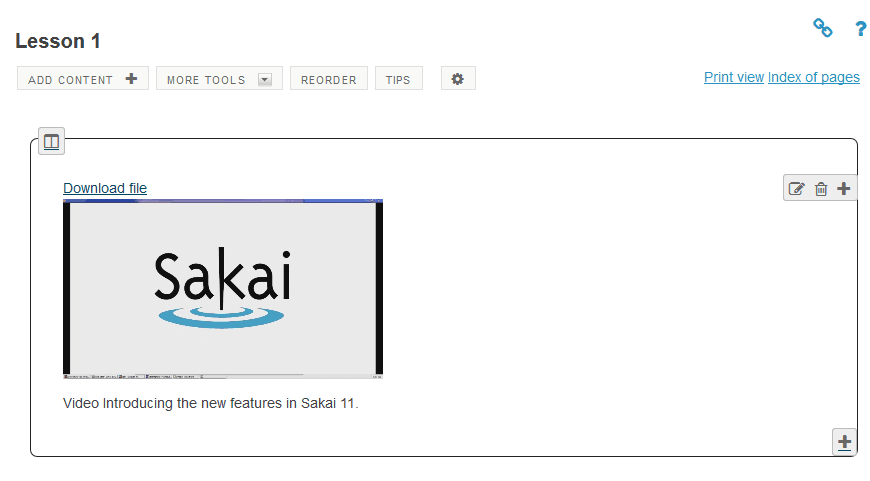 Lesson 1
ADD CONTENT
MORE TOOLS
REORDER
TIPS
?
Print view Index of pages
Download file
Sakai
Video Introducing the new features in Sakai 11.